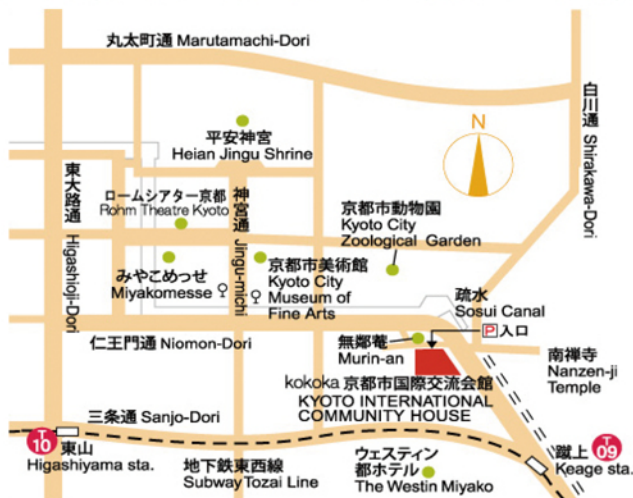 丸太町通 Marutamachi-Dori
白川通 Shirakawa-Dori
N
平安神宮
Heian Jingu Shrine
東大路通 Higashioji-Dori
ロームシアター京都
Rohm Theatre Kyoto
神宮通 Jingu-michi
京都市動物園
Kyoto City
Zoological Garden
みやこめっせ
Miyakomesse
京都市美術館
Kyoto City
Museum of
Fine Arts
疏水
Sosui Canal
P 入口
仁王門通 Niomon-Dori
無鄰菴
Murin-an
南禅寺
Nanzen-ji
Temple
kokoka 京都市国際交流会館
KYOTO INTERNATIONAL
COMMUNITY HOUSE
三条通 Sanjo-Dori
T
10
東山
Higashiyama sta.
地下鉄東西線
Subway Tozai Line
ウェスティン
都ホテル
The Westin Miyako
蹴上
T
09
Keage sta.